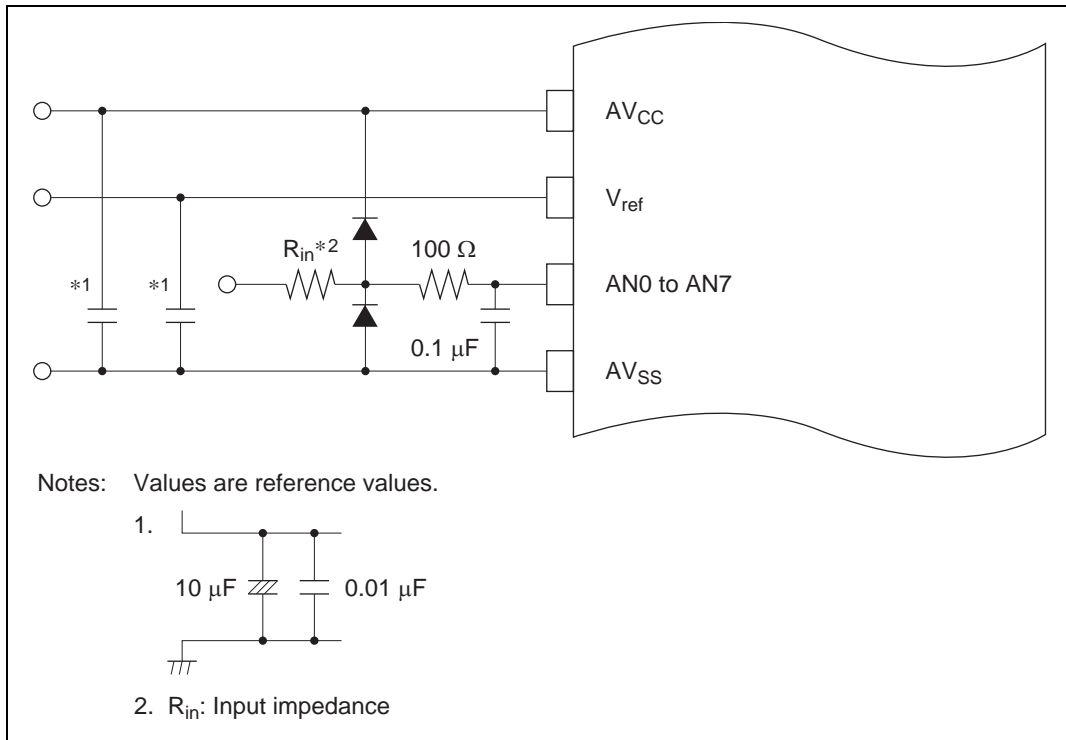 AVCC
Vref
Rin*2
100 Ω
*1
*1
AN0 to AN7
0.1 μF
AVSS
Notes: Values are reference values.
1.
10 μF
0.01 μF
2. Rin: Input impedance